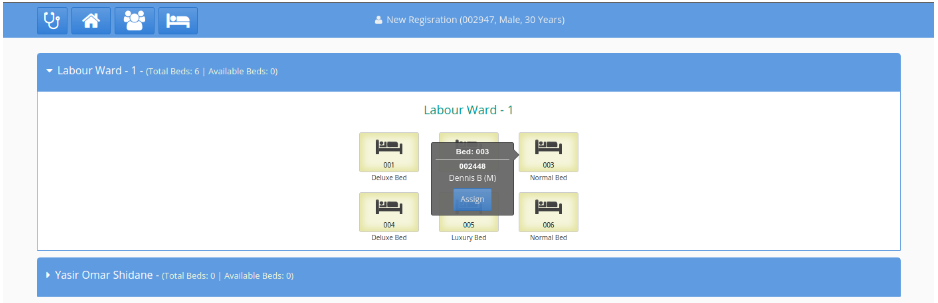 New Regisration (002947, Male, 30 Years)
Labour Ward - 1 - (Total Beds: 6 | Available Beds: 0)
Labour Ward - 1
001
Deluxe Bed
Bed: 003
002448
Dennis B (M)
Assign
003
Normal Bed
004
Deluxe Bed
005
Luxury Bed
006
Normal Bed
Yasir Omar Shidane - (Total Beds: 0 | Available Beds: 0)